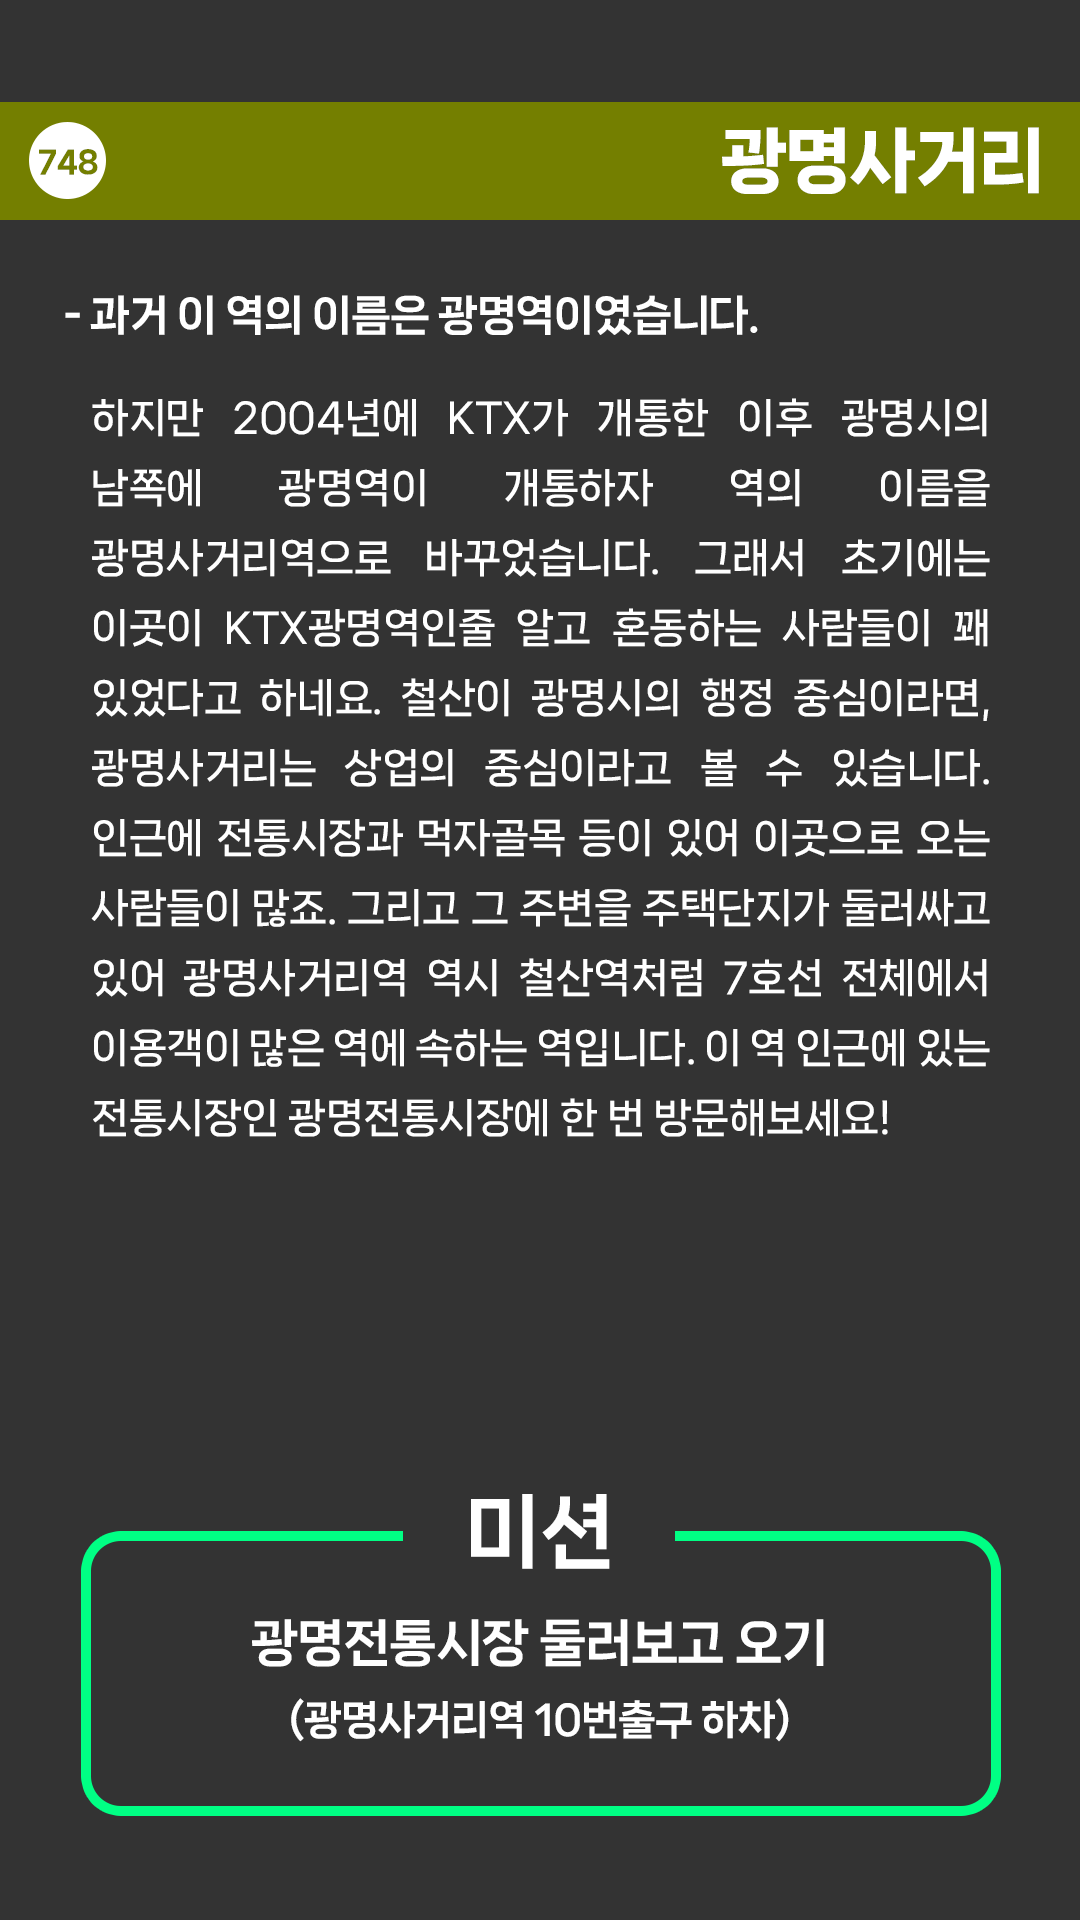 748
광명사거리
- 과거 이 역의 이름은 광명역이였습니다.
하지만 2004년에 KTX가 개통한 이후 광명시의
남쪽에 광명역이 개통하자 역의 이름을
광명사거리역으로 바꾸었습니다. 그래서 초기에는
이곳이 KTX광명역인줄 알고 혼동하는 사람들이 꽤
있었다고 하네요. 철산이 광명시의 행정 중심이라면,
광명사거리는 상업의 중심이라고 볼 수 있습니다.
인근에 전통시장과 먹자골목 등이 있어 이곳으로 오는
사람들이 많죠. 그리고 그 주변을 주택단지가 둘러싸고
있어 광명사거리역 역시 철산역처럼 7호선 전체에서
이용객이 많은 역에 속하는 역입니다. 이 역 인근에 있는
전통시장인 광명전통시장에 한 번 방문해보세요!
미션
광명전통시장 둘러보고 오기
(광명사거리역 10번출구 하차)